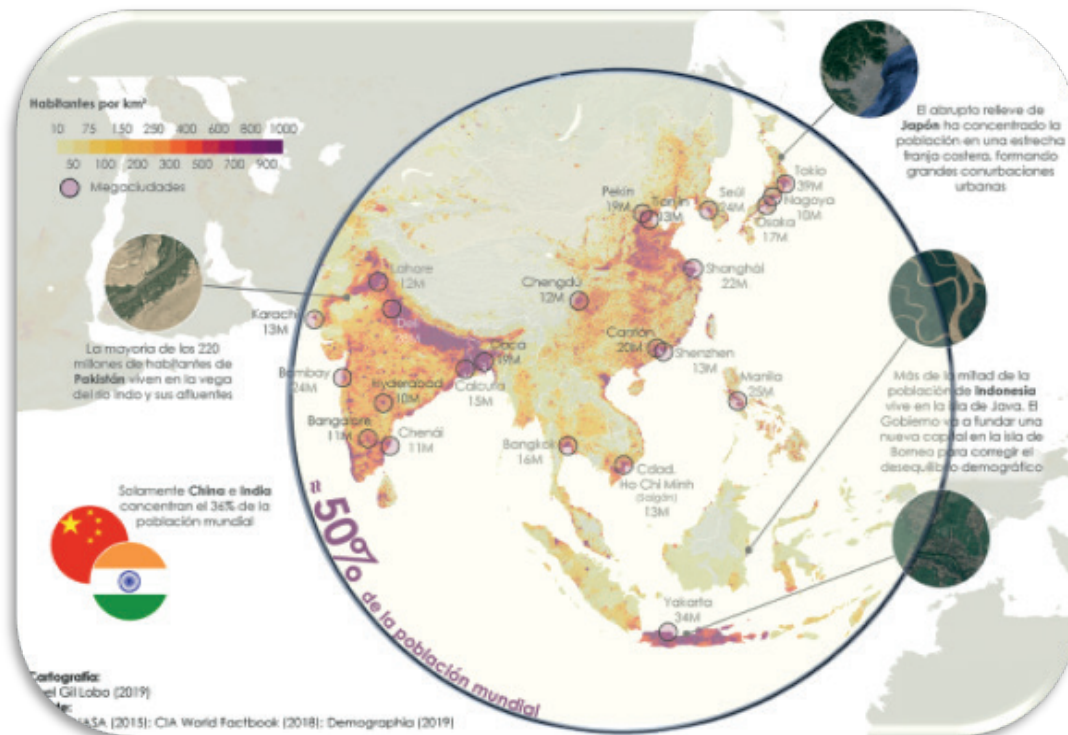 Habitantes por km²
10 75 150 250 400 600 800 1000
50 100 200 300 500 700 900
Megaciudades
El abrupto relieve de
Japón ha concentrado la
población en una estrecha
franja costera, formando
grandes conurbaciones
urbanas
Tokio
39M
Nagoya
10M
Osaka
17M
Seúl
24M
Pekín
19M
Tianjin
13M
Shanghái
22M
Chengdú
12M
Cantón
20M
Shenzhen
13M
Manila
25M
Lahore
12M
Karachi
13M
Deli
Daca
19M
Calcuta
15M
Bombay
24M
Hyderabad
10M
Bangalore
11M
Chenái
11M
Bangkok
16M
Cdad.
Ho Chi Minh
(Saigón)
13M
Yakarta
34M
La mayoría de los 220
millones de habitantes de
Pakistán viven en la vega
del río Indo y sus afluentes
Más de la mitad de la
población de Indonesia
vive en la isla de Java. El
Gobierno va a fundar una
nueva capital en la isla de
Borneo para corregir el
desequilibrio demográfico
Solamente China e India
concentran el 36% de la
población mundial
≈ 50% de la población mundial
Cartografía:
el Gil Lobo (2019)
NASA (2015); CIA World Factbook (2018); Demographia (2019)